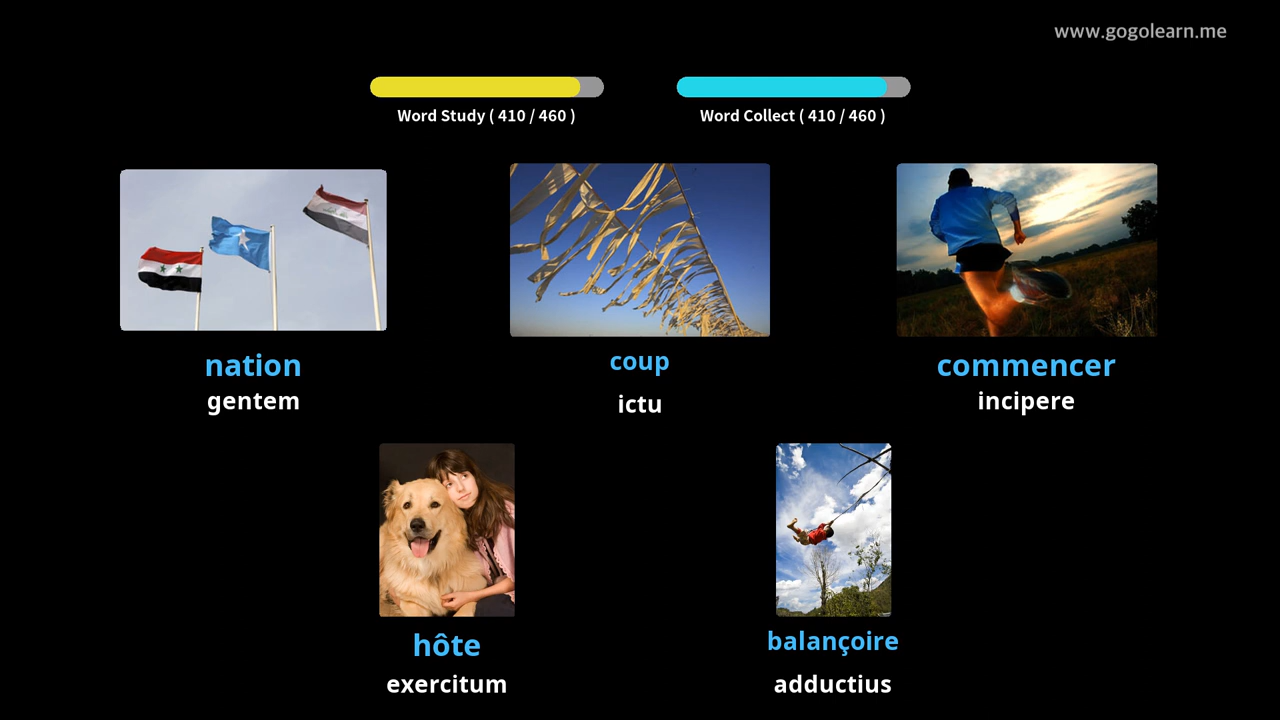 www.gogolearn.me
Word Study ( 410 / 460 )
Word Collect ( 410 / 460 )
nation
gentem
coup
ictu
commencer
incipere
hôte
exercitum
balançoire
adductius